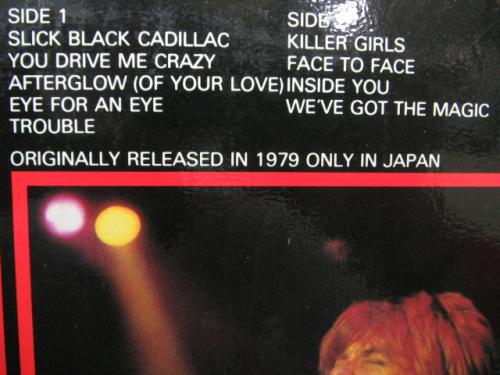 SIDE 1
SLICK BLACK CADILLAC
YOU DRIVE ME CRAZY
AFTERGLOW (OF YOUR LOVE)
EYE FOR AN EYE
TROUBLE
SIDE
KILLER GIRLS
FACE TO FACE
INSIDE YOU
WE'VE GOT THE MAGIC
ORIGINALLY RELEASED IN 1979 ONLY IN JAPAN